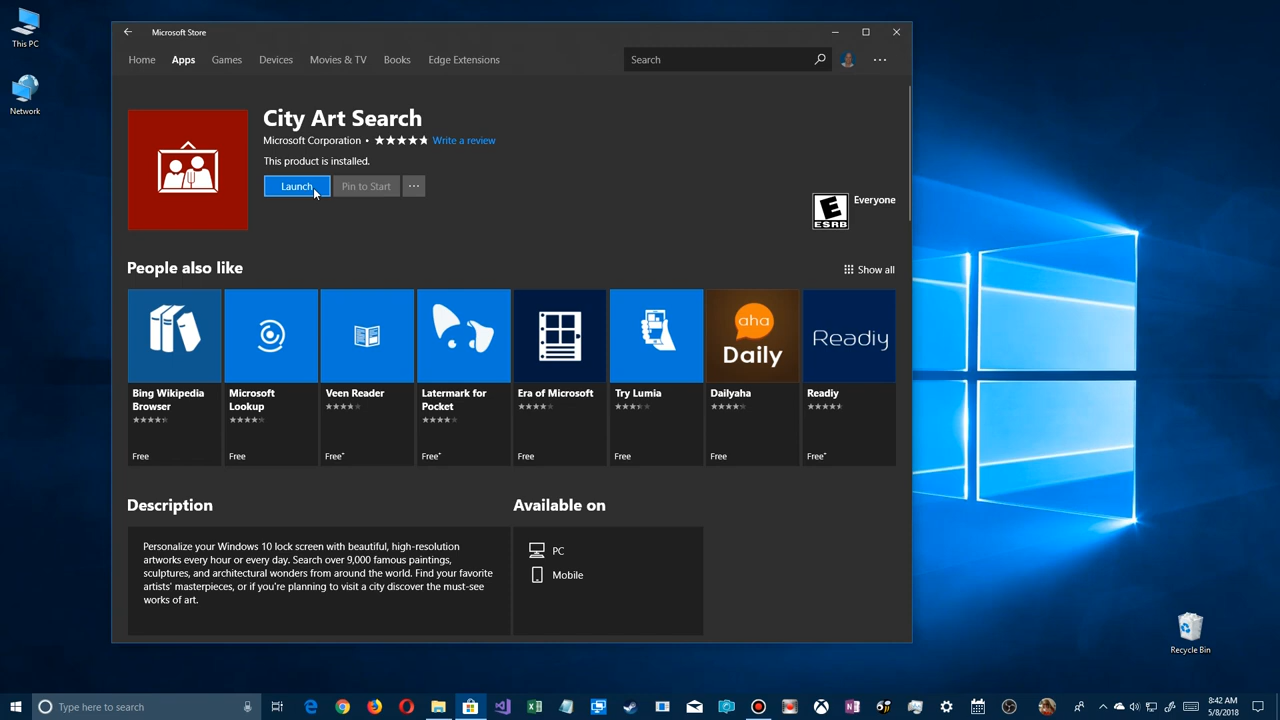 This PC
Network
Microsoft Store
Home Apps Games Devices Movies & TV Books Edge Extensions
Search
City Art Search
Microsoft Corporation • Write a review
This product is installed.
Launch Pin to Start
E
ESRB
Everyone
People also like
Show all
aha
Daily
Readiy
Bing Wikipedia
Browser
Free
Microsoft
Lookup
Free
Veen Reader
Free+
Latermark for
Pocket
Free+
Era of Microsoft
Free
Try Lumia
Free
Dailyaha
Free
Readiy
Free+
Description
Personalize your Windows 10 lock screen with beautiful, high-resolution
artworks every hour or every day. Search over 9,000 famous paintings,
sculptures, and architectural wonders from around the world. Find your favorite
artists' masterpieces, or if you're planning to visit a city discover the must-see
works of art.
Available on
PC
Mobile
Recycle Bin
Type here to search
8:42 AM
5/8/2018